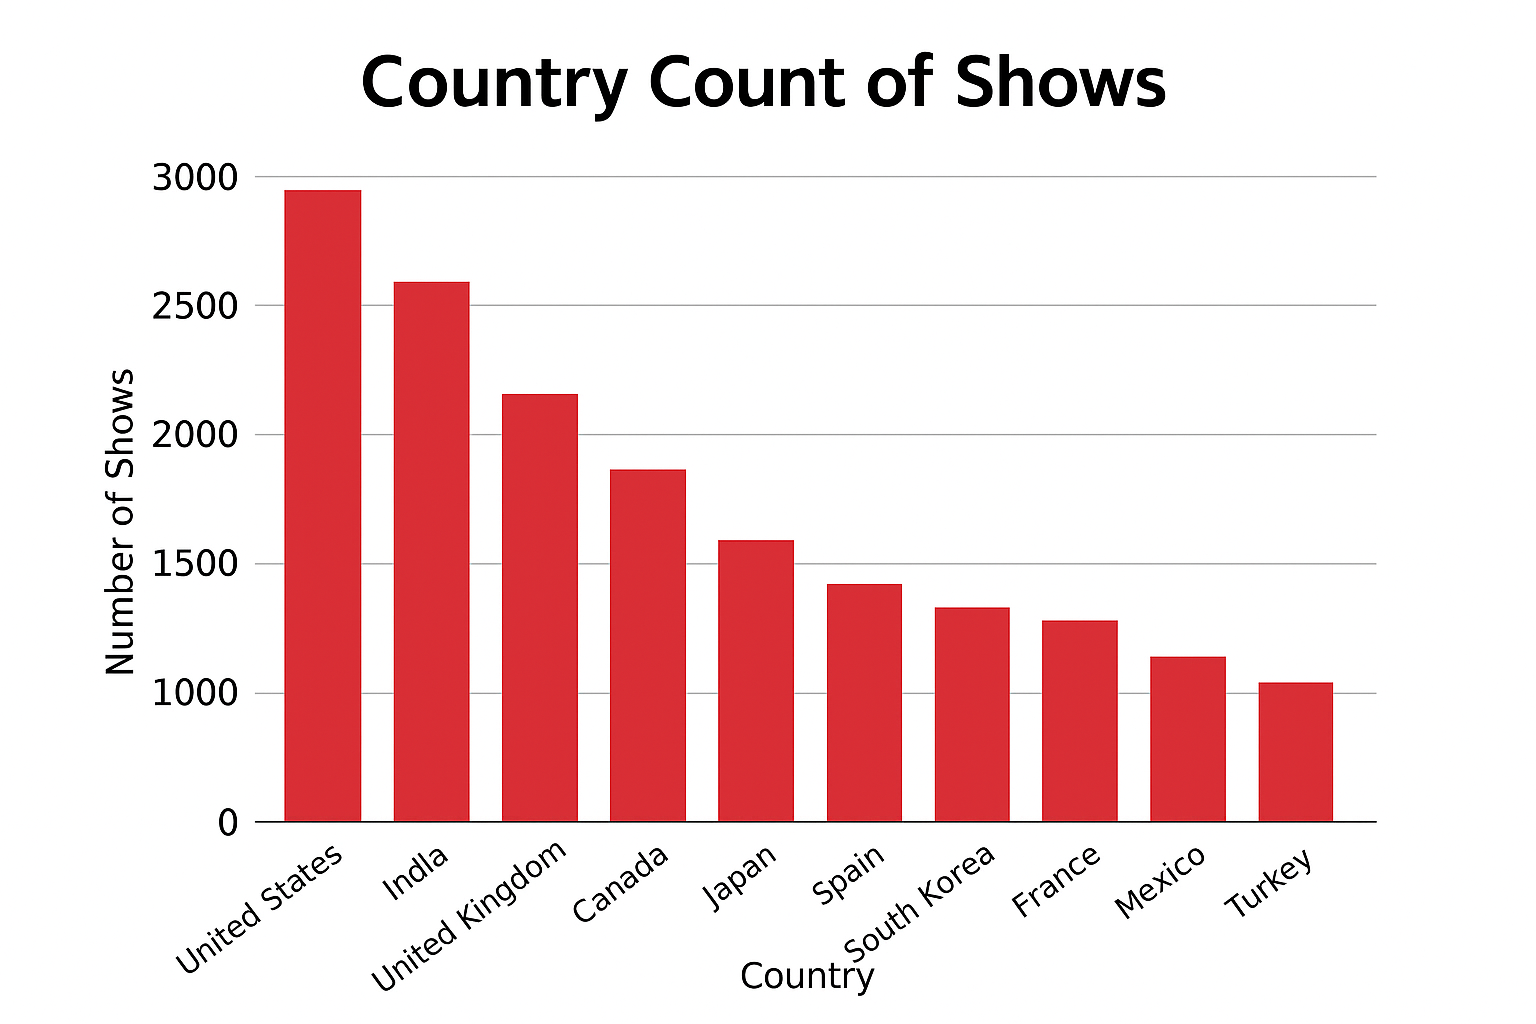 Country Count of Shows
3000
2500
2000
1500
1000
0
Number of Shows
United States
Indla
United Kingdom
Canada
Japan
Spain
South Korea
France
Mexico
Turkey
Country